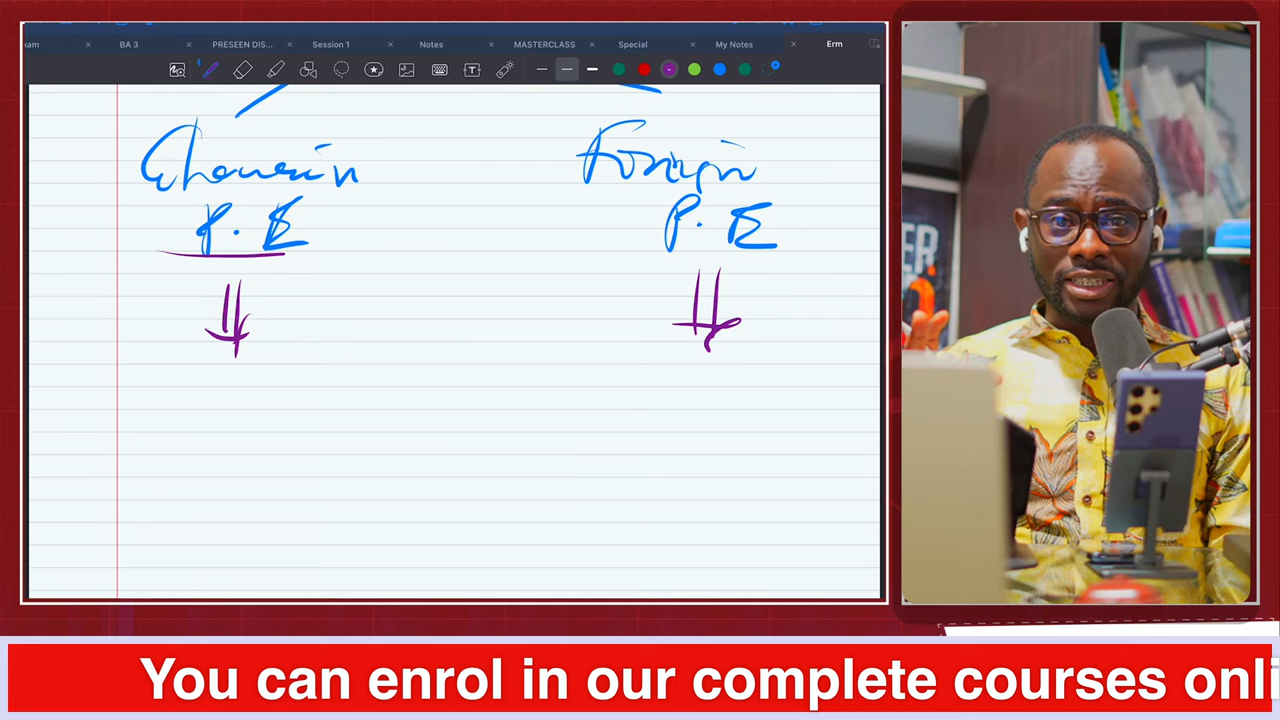 xam BA 3 PRESEEN DIS... Session 1 Notes MASTERCLASS Special My Notes Erm
Ghanaian
P.E
Foreign
P.E
You can enrol in our complete courses onli